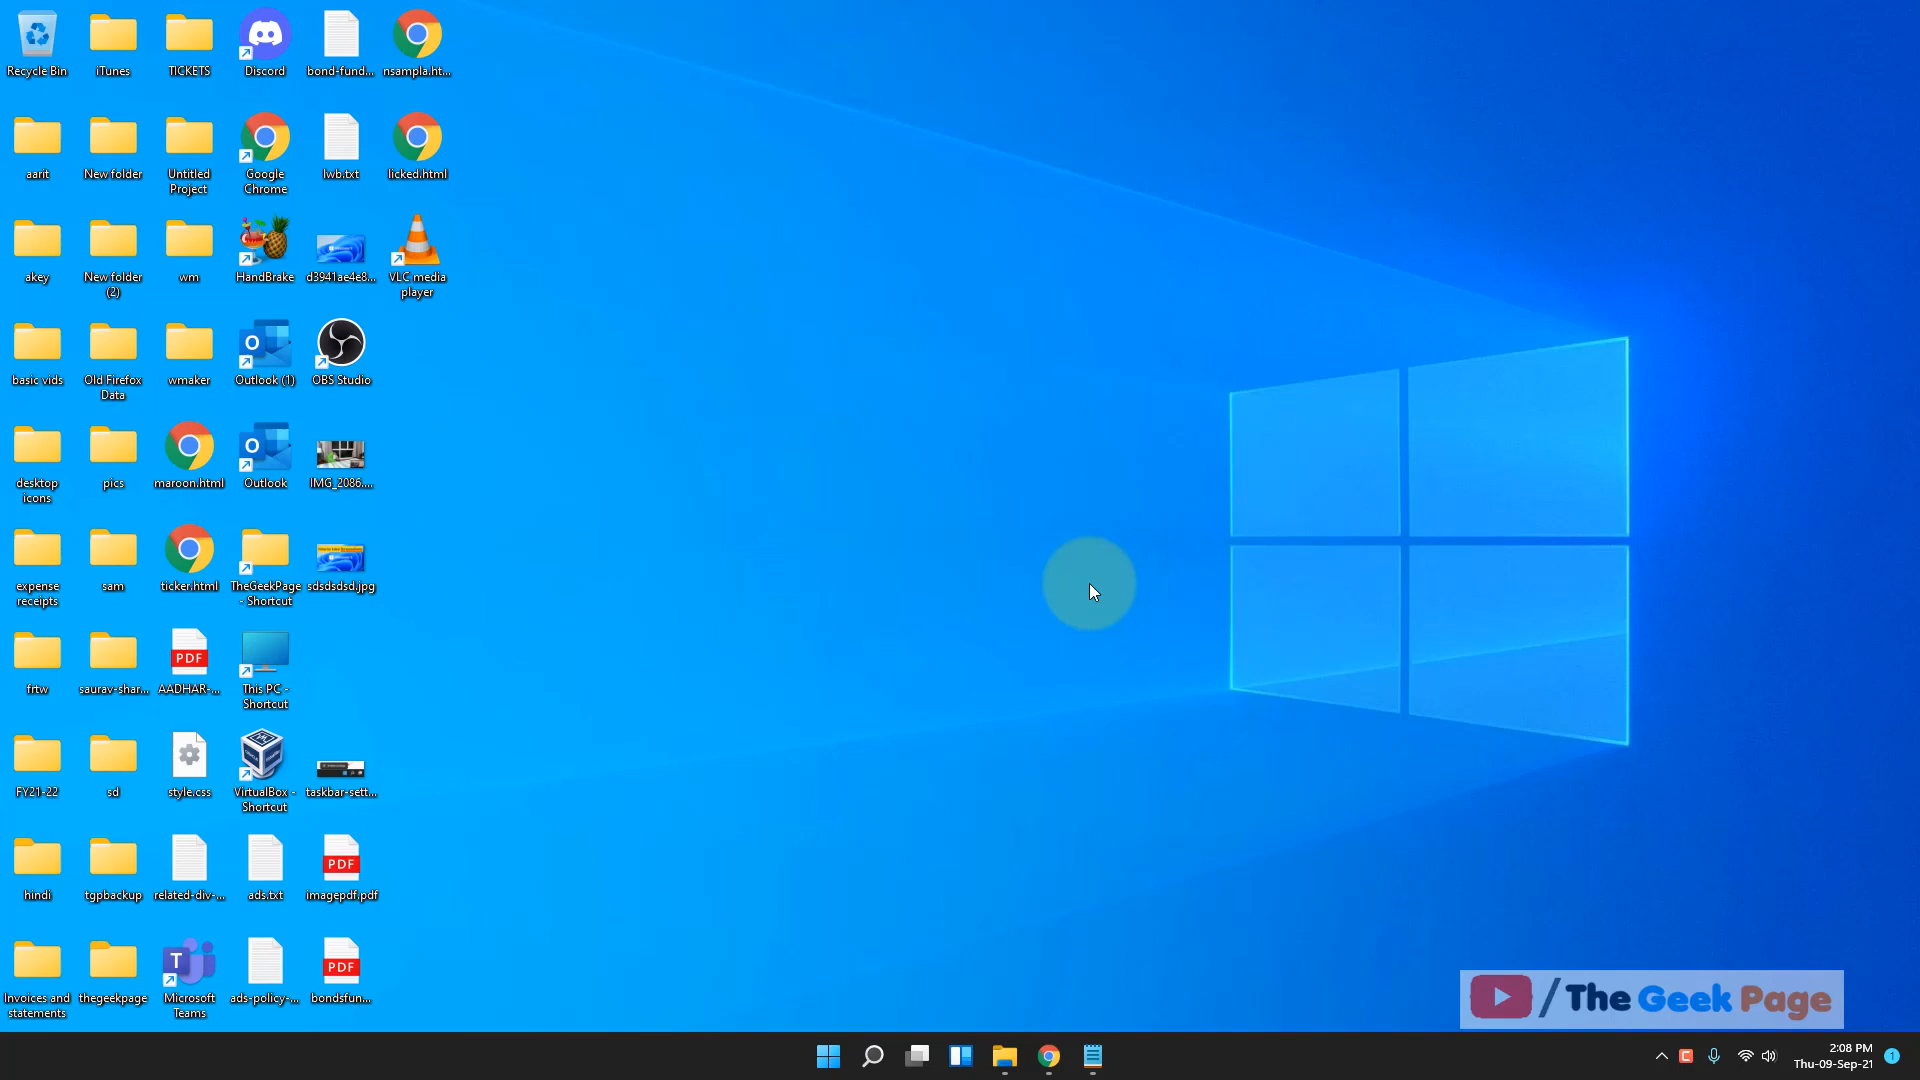 Recycle Bin
iTunes
TICKETS
Discord
bond-fund...
nsampla.ht...
aarit
New folder
Untitled
Project
Google
Chrome
lwb.txt
licked.html
akey
New folder
(2)
wm
HandBrake
d3941ae4e8...
VLC media
player
basic vids
Old Firefox
Data
wmaker
Outlook (1)
OBS Studio
desktop
icons
pics
maroon.html
Outlook
IMG_2086....
expense
receipts
sam
ticker.html
TheGeekPage
- Shortcut
sdsdsdsd.jpg
frtw
saurav-shar...
PDF
AADHAR-...
This PC -
Shortcut
FY21-22
sd
style.css
VirtualBox -
Shortcut
taskbar-sett...
hindi
tgpbackup
related-div-...
ads.txt
PDF
imagepdf.pdf
Invoices and
statements
thegeekpage
Microsoft
Teams
ads-policy-...
PDF
bondsfun...
/The Geek Page
2:08 PM
Thu-09-Sep-21
1